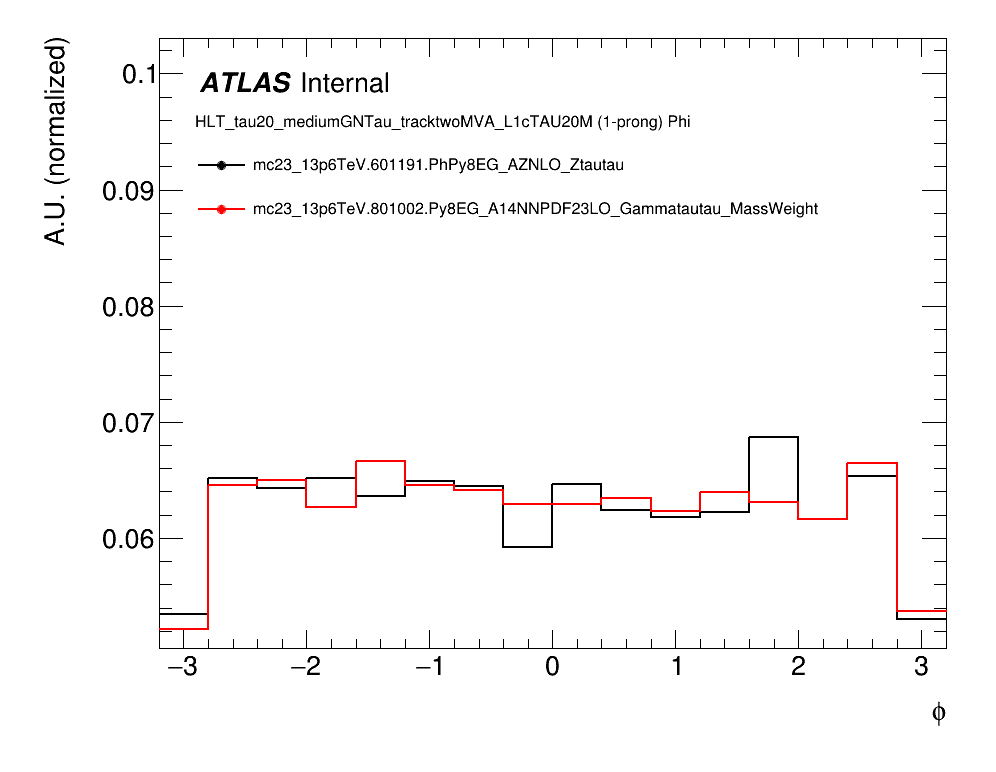 A.U. (normalized)
0.1
0.09
0.08
0.07
0.06
ATLAS Internal
HLT_tau20_mediumGNTau_tracktwoMVA_L1cTAU20M (1-prong) Phi
mc23_13p6TeV.601191.PhPy8EG_AZNLO_Ztautau
mc23_13p6TeV.801002.Py8EG_A14NNPDF23LO_Gammatautau_MassWeight
−3 −2 −1 0 1 2 3
ϕ